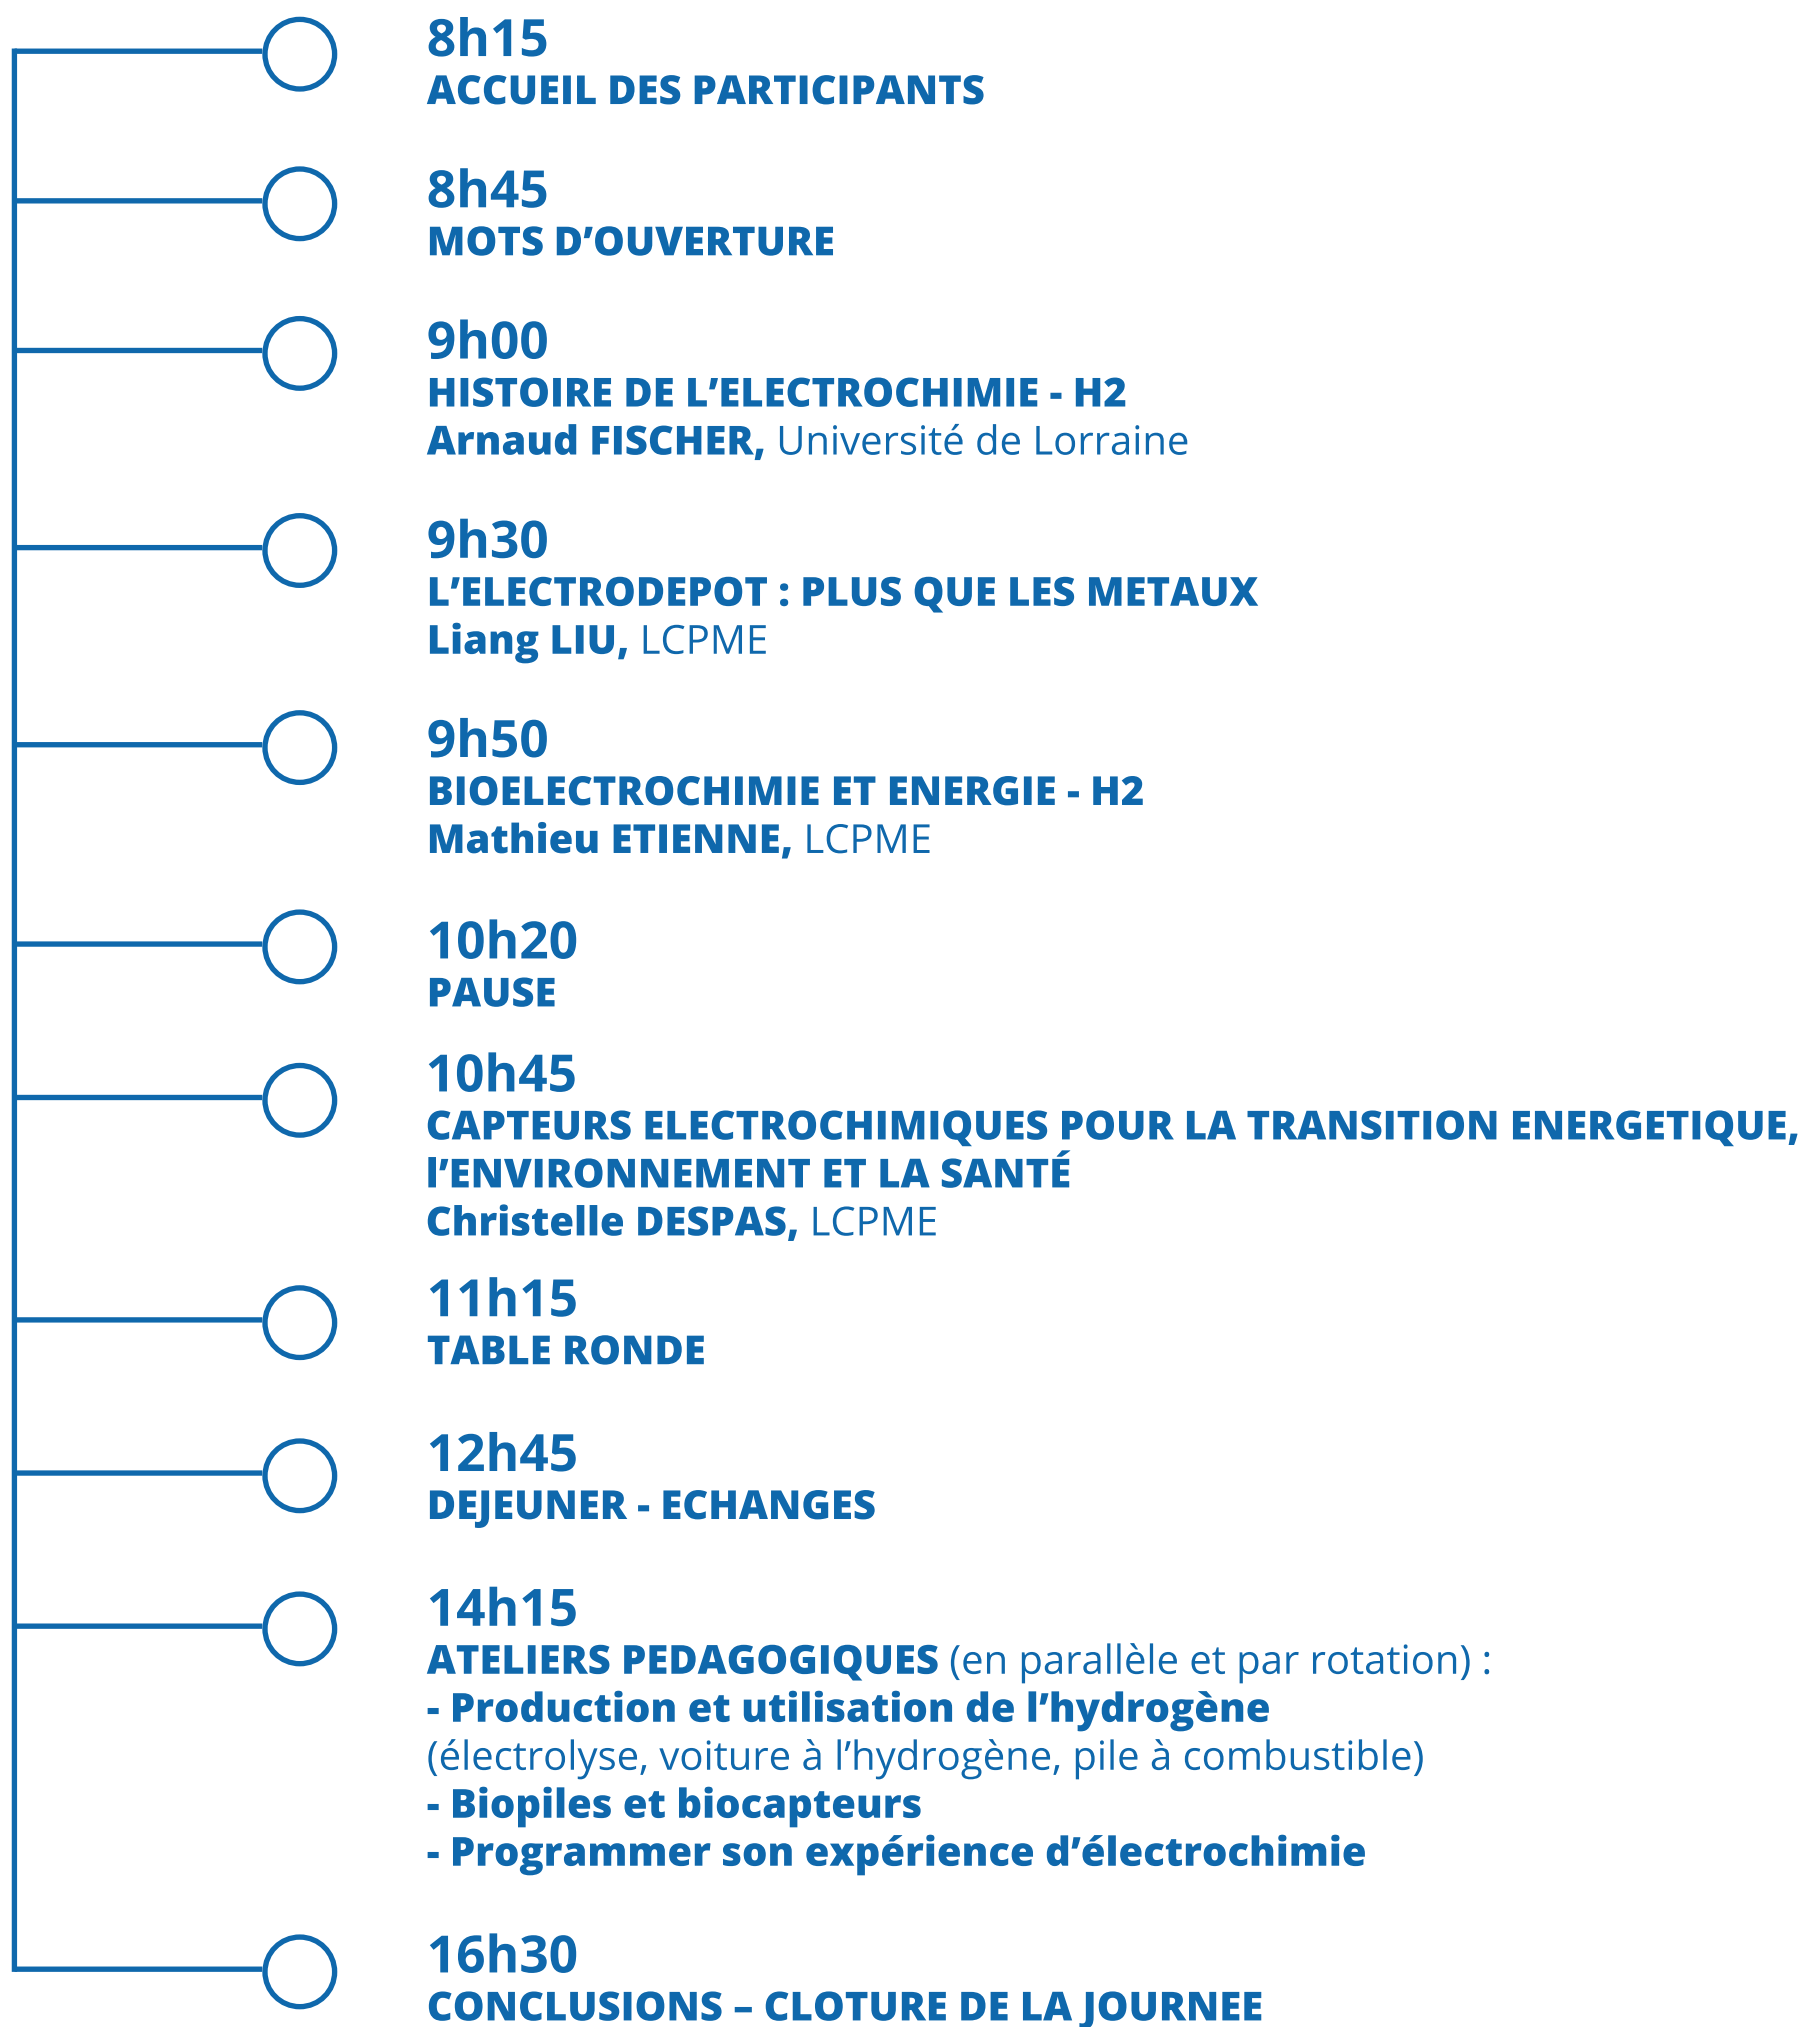 8h15
ACCUEIL DES PARTICIPANTS
8h45
MOTS D’OUVERTURE
9h00
HISTOIRE DE L’ELECTROCHIMIE - H2
Arnaud FISCHER, Université de Lorraine
9h30
L’ELECTRODEPOT : PLUS QUE LES METAUX
Liang LIU, LCPME
9h50
BIOELECTROCHIMIE ET ENERGIE - H2
Mathieu ETIENNE, LCPME
10h20
PAUSE
10h45
CAPTEURS ELECTROCHIMIQUES POUR LA TRANSITION ENERGETIQUE,
l’ENVIRONNEMENT ET LA SANTÉ
Christelle DESPAS, LCPME
11h15
TABLE RONDE
12h45
DEJEUNER - ECHANGES
14h15
ATELIERS PEDAGOGIQUES (en parallèle et par rotation) :
- Production et utilisation de l’hydrogène
(électrolyse, voiture à l’hydrogène, pile à combustible)
- Biopiles et biocapteurs
- Programmer son expérience d’électrochimie
16h30
CONCLUSIONS – CLOTURE DE LA JOURNEE